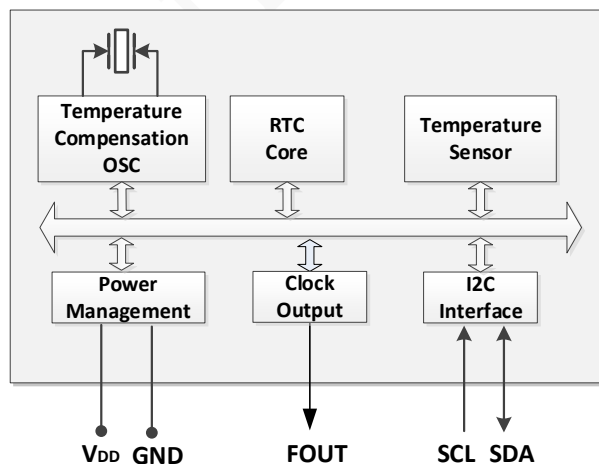 Temperature
Compensation
OSC
RTC
Core
Temperature
Sensor
Power
Management
Clock
Output
I2C
Interface
VDD GND
FOUT
SCL SDA